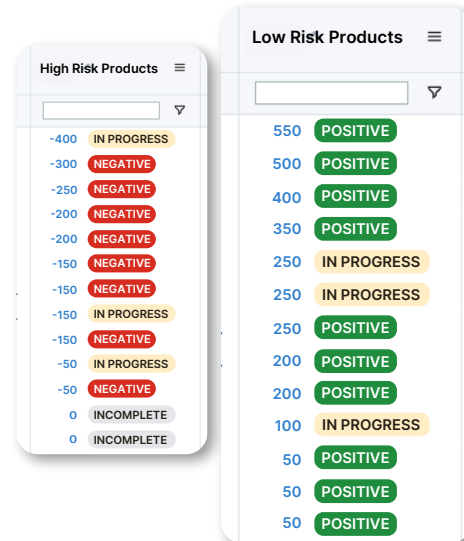 High Risk Products
-400 IN PROGRESS
-300 NEGATIVE
-250 NEGATIVE
-200 NEGATIVE
-200 NEGATIVE
-150 NEGATIVE
-150 NEGATIVE
-150 IN PROGRESS
-150 NEGATIVE
-50 IN PROGRESS
-50 NEGATIVE
0 INCOMPLETE
0 INCOMPLETE
Low Risk Products
550 POSITIVE
500 POSITIVE
400 POSITIVE
350 POSITIVE
250 IN PROGRESS
250 IN PROGRESS
250 POSITIVE
200 POSITIVE
200 POSITIVE
100 IN PROGRESS
50 POSITIVE
50 POSITIVE
50 POSITIVE